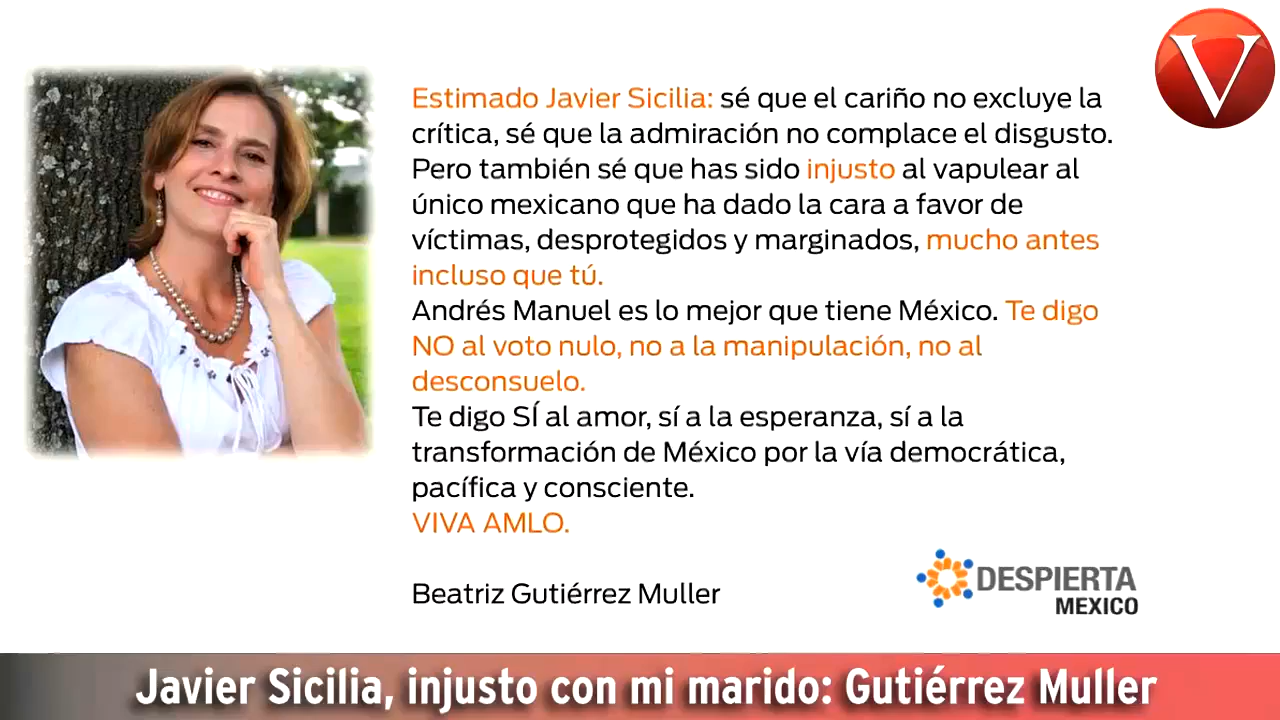 V
Estimado Javier Sicilia: sé que el cariño no excluye la
crítica, sé que la admiración no complace el disgusto.
Pero también sé que has sido injusto al vapulear al
único mexicano que ha dado la cara a favor de
víctimas, desprotegidos y marginados, mucho antes
incluso que tú.
Andrés Manuel es lo mejor que tiene México. Te digo
NO al voto nulo, no a la manipulación, no al
desconsuelo.
Te digo SÍ al amor, sí a la esperanza, sí a la
transformación de México por la vía democrática,
pacífica y consciente.
VIVA AMLO.
Beatriz Gutiérrez Muller
DESPIERTA
MEXICO
Javier Sicilia, injusto con mi marido: Gutiérrez Muller